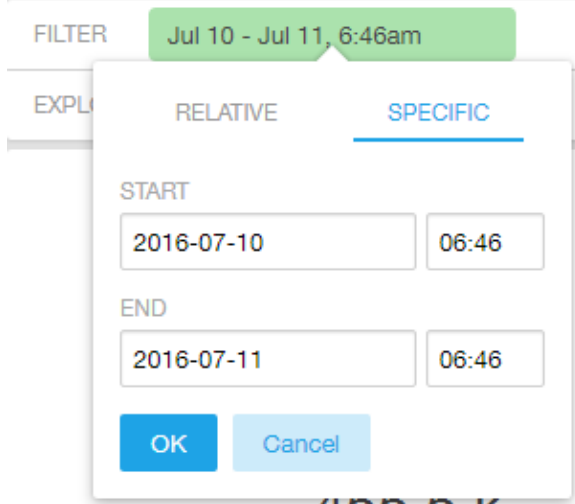 FILTER Jul 10 - Jul 11, 6:46am
EXPL
RELATIVE SPECIFIC
START
2016-07-10 06:46
END
2016-07-11 06:46
OK Cancel